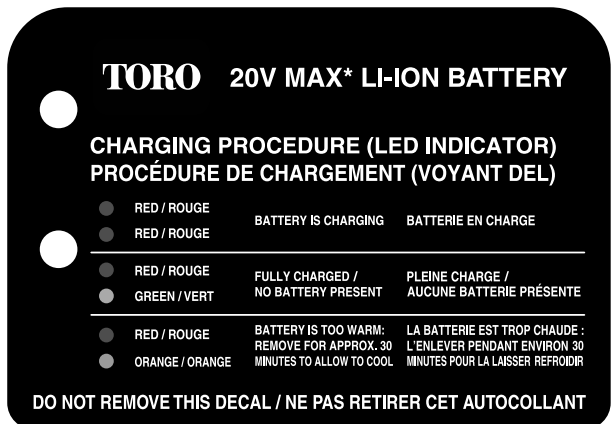 TORO 20V MAX* LI-ION BATTERY
CHARGING PROCEDURE (LED INDICATOR)
PROCÉDURE DE CHARGEMENT (VOYANT DEL)
RED / ROUGE
RED / ROUGE
BATTERY IS CHARGING
BATTERIE EN CHARGE
RED / ROUGE
GREEN / VERT
FULLY CHARGED /
NO BATTERY PRESENT
PLEINE CHARGE /
AUCUNE BATTERIE PRÉSENTE
RED / ROUGE
ORANGE / ORANGE
BATTERY IS TOO WARM:
REMOVE FOR APPROX. 30
MINUTES TO ALLOW TO COOL
LA BATTERIE EST TROP CHAUDE :
L'ENLEVER PENDANT ENVIRON 30
MINUTES POUR LA LAISSER REFROIDIR
DO NOT REMOVE THIS DECAL / NE PAS RETIRER CET AUTOCOLLANT